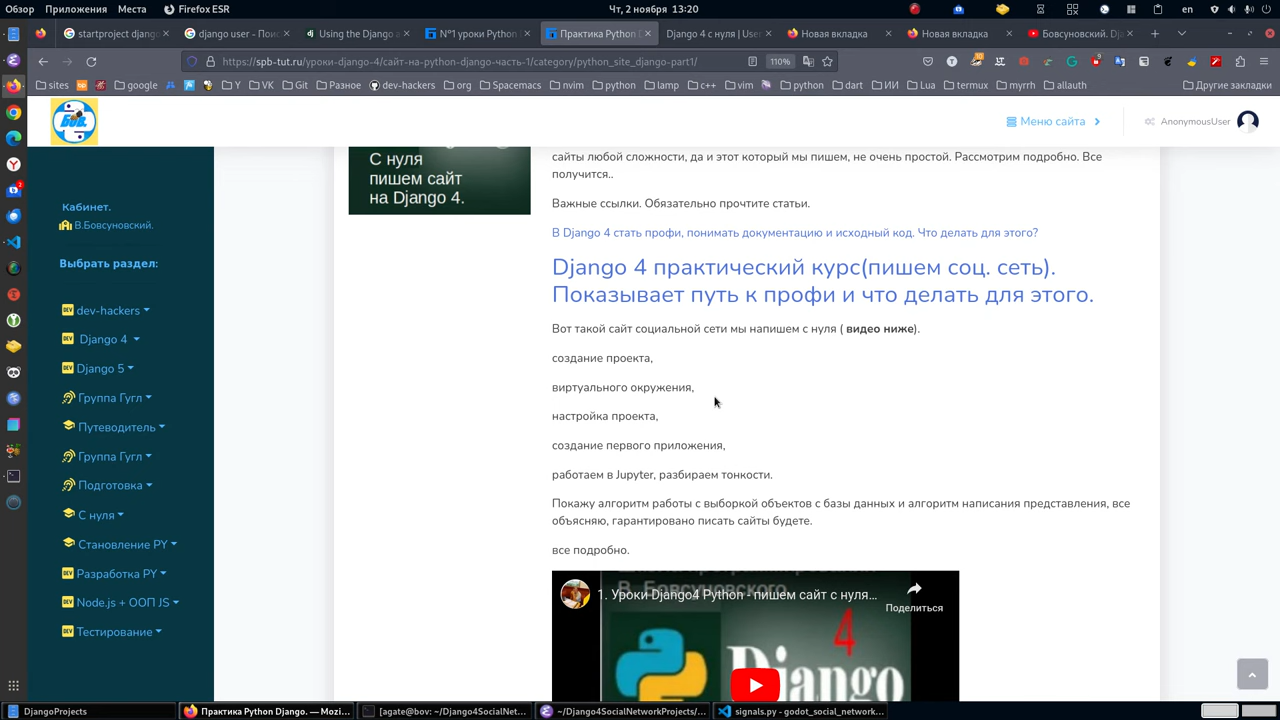 Обзор Приложения Места Firefox ESR Чт, 2 ноября 13:20 en
startproject djang
django user - Пои
Using the Django a
№1 уроки Python
Практика Python D
Django 4 с нуля | Us
Новая вкладка
Новая вкладка
Бовсуновский. Dj
https://spb-tut.ru/уроки-django-4/сайт-на-python-django-часть-1/category/python_site_django-part1/ 110%
sites bp google Y VK Git Разное dev-hackers org Spacemacs nvim python lamp c++ vim python dart ИИ Lua termux myrrh allauth Другие закладки
БОВ.
Меню сайта
AnonymousUser
Кабинет.
В.Бовсуновский.
Выбрать раздел:
dev-hackers
Django 4
Django 5
Группа Гугл
Путеводитель
Группа Гугл
Подготовка
С нуля
Становление PY
Разработка PY
Node.js + ООП JS
Тестирование
С нуля
пишем сайт
на Django 4.
сайты любой сложности, да и этот который мы пишем, не очень простой. Рассмотрим подробно. Все
получится..
Важные ссылки. Обязательно прочтите статьи.
В Django 4 стать профи, понимать документацию и исходный код. Что делать для этого?
Django 4 практический курс(пишем соц. сеть).
Показывает путь к профи и что делать для этого.
Вот такой сайт социальной сети мы напишем с нуля ( видео ниже).
создание проекта,
виртуального окружения,
настройка проекта,
создание первого приложения,
работаем в Jupyter, разбираем тонкости.
Покажу алгоритм работы с выборкой объектов с базы данных и алгоритм написания представления, все
объясняю, гарантировано писать сайты будете.
все подробно.
В. Бовсуновского
1. Уроки Django4 Python - пишем сайт с нуля...
Поделиться
4
Django
DjangoProjects
Практика Python Django. — Mozi...
[agate@bov: ~/Django4SocialNet...
~/Django4SocialNetworkProjects/...
signals.py - godot_social_network...